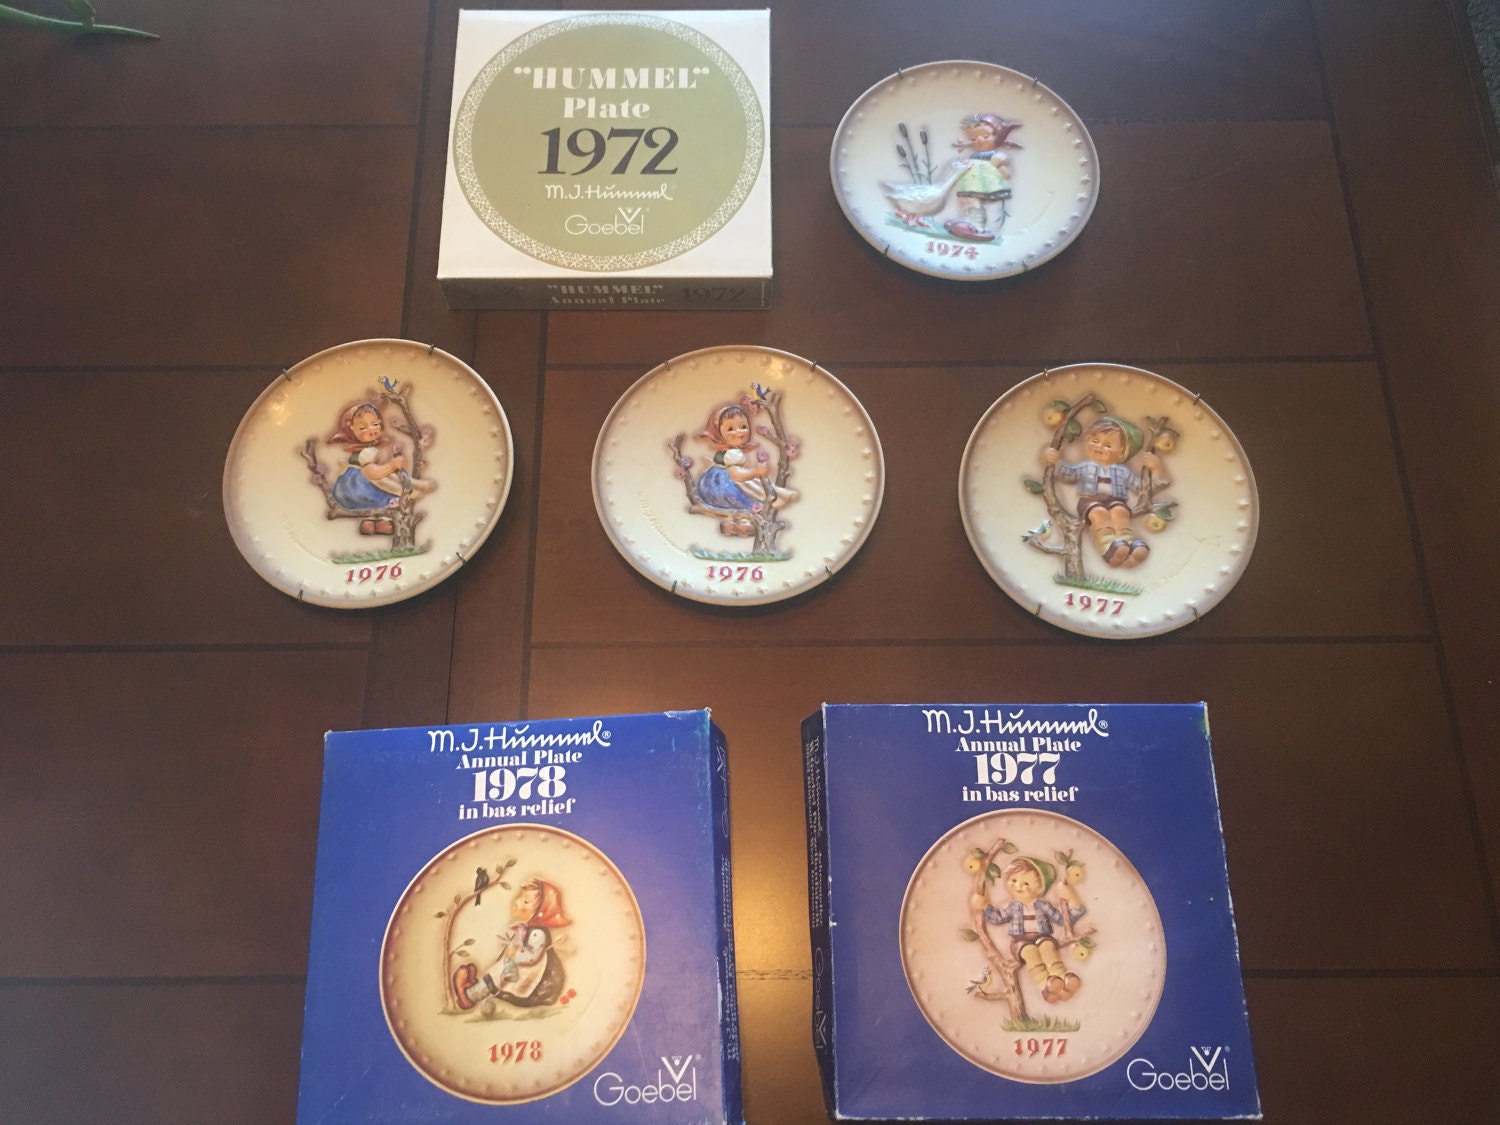 "HUMMEL"
Plate
1972
M.J.Hummel
Goebel
"HUMMEL" 1972
Annual Plate
1974
1976
1976
1977
M.J.Hummel®
Annual Plate
1978
in bas relief
1978
Goebel®
M.J.Hummel®
Annual Plate
1977
in bas relief
1977
Goebel®